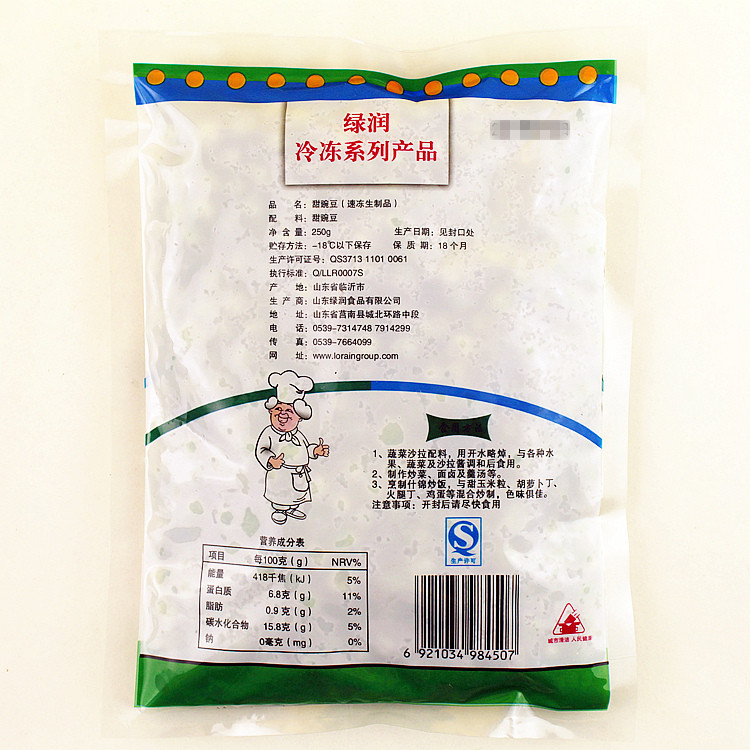 绿润
冷冻系列产品
品 名：甜豌豆（速冻生制品）
配 料：甜豌豆
净 含 量：250g 生产日期：见封口处
贮存方法：-18℃以下保存 保 质 期：18个月
生产许可证号：QS3713 1101 0061
执行标准：Q/LLR0007S
产 地：山东省临沂市
生 产 商：山东绿润食品有限公司
地 址：山东省莒南县城北环路中段
电 话：0539-7314748 7914299
传 真：0539-7664099
网 址：www.loraingroup.com
食用方法
1、蔬菜沙拉配料，用开水略焯，与各种水
果、蔬菜及沙拉酱调和后食用。
2、制作炒菜、面卤及羹汤等。
3、烹制什锦炒饭，与甜玉米粒、胡萝卜丁、
火腿丁、鸡蛋等混合炒制，色味俱佳。
注意事项：开封后请尽快食用
生产许可
营养成分表
项目 每100克（g） NRV%
能量 418千焦（kJ） 5%
蛋白质 6.8克（g） 11%
脂肪 0.9克（g） 2%
碳水化合物 15.8克（g） 5%
钠 0毫克（mg） 0%
6 921034 984507
城市清洁 人民健康